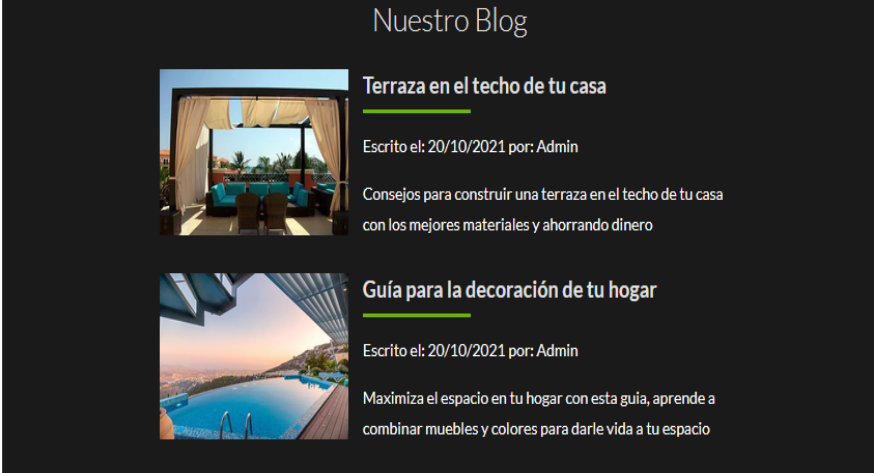 Nuestro Blog
Terraza en el techo de tu casa
Escrito el: 20/10/2021 por: Admin
Consejos para construir una terraza en el techo de tu casa
con los mejores materiales y ahorrando dinero
Guía para la decoración de tu hogar
Escrito el: 20/10/2021 por: Admin
Maximiza el espacio en tu hogar con esta guia, aprende a
combinar muebles y colores para darle vida a tu espacio